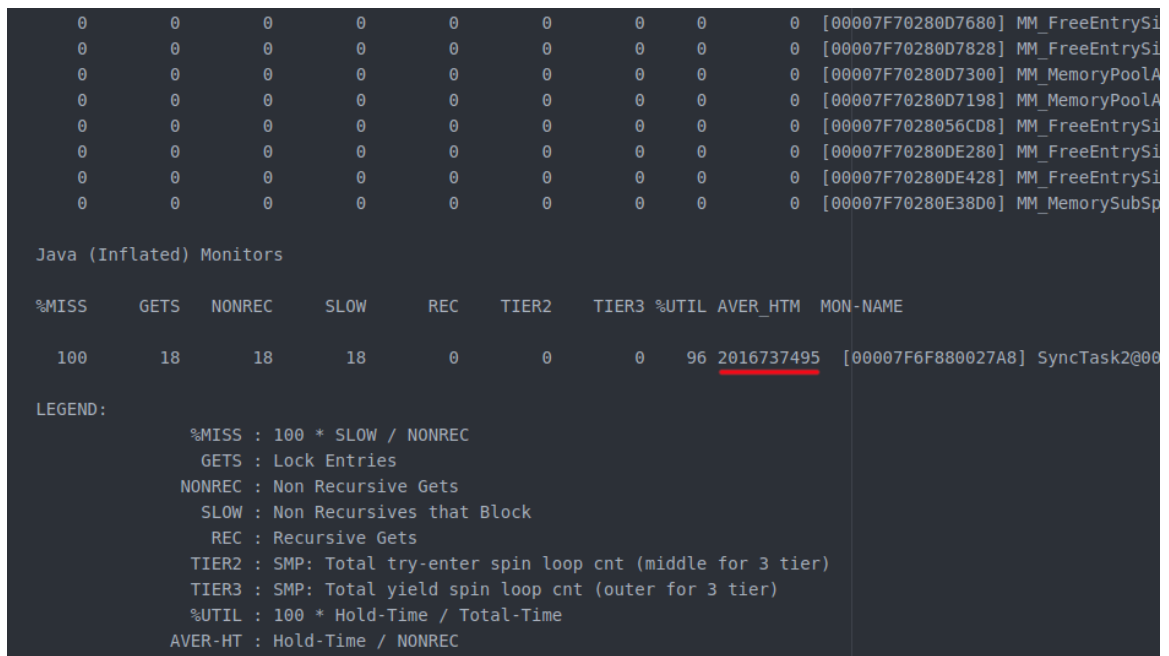 0 0 0 0 0 0 0 0 0 [00007F70280D7680] MM_FreeEntrySi
0 0 0 0 0 0 0 0 0 [00007F70280D7828] MM_FreeEntrySi
0 0 0 0 0 0 0 0 0 [00007F70280D7300] MM_MemoryPoolA
0 0 0 0 0 0 0 0 0 [00007F70280D7198] MM_MemoryPoolA
0 0 0 0 0 0 0 0 0 [00007F7028056CD8] MM_FreeEntrySi
0 0 0 0 0 0 0 0 0 [00007F70280DE280] MM_FreeEntrySi
0 0 0 0 0 0 0 0 0 [00007F70280DE428] MM_FreeEntrySi
0 0 0 0 0 0 0 0 0 [00007F70280E38D0] MM_MemorySubSp
Java (Inflated) Monitors
%MISS GETS NONREC SLOW REC TIER2 TIER3 %UTIL AVER_HTM MON-NAME
100 18 18 18 0 0 0 96 2016737495 [00007F6F880027A8] SyncTask2@00
LEGEND:
%MISS : 100 * SLOW / NONREC
GETS : Lock Entries
NONREC : Non Recursive Gets
SLOW : Non Recursives that Block
REC : Recursive Gets
TIER2 : SMP: Total try-enter spin loop cnt (middle for 3 tier)
TIER3 : SMP: Total yield spin loop cnt (outer for 3 tier)
%UTIL : 100 * Hold-Time / Total-Time
AVER-HT : Hold-Time / NONREC